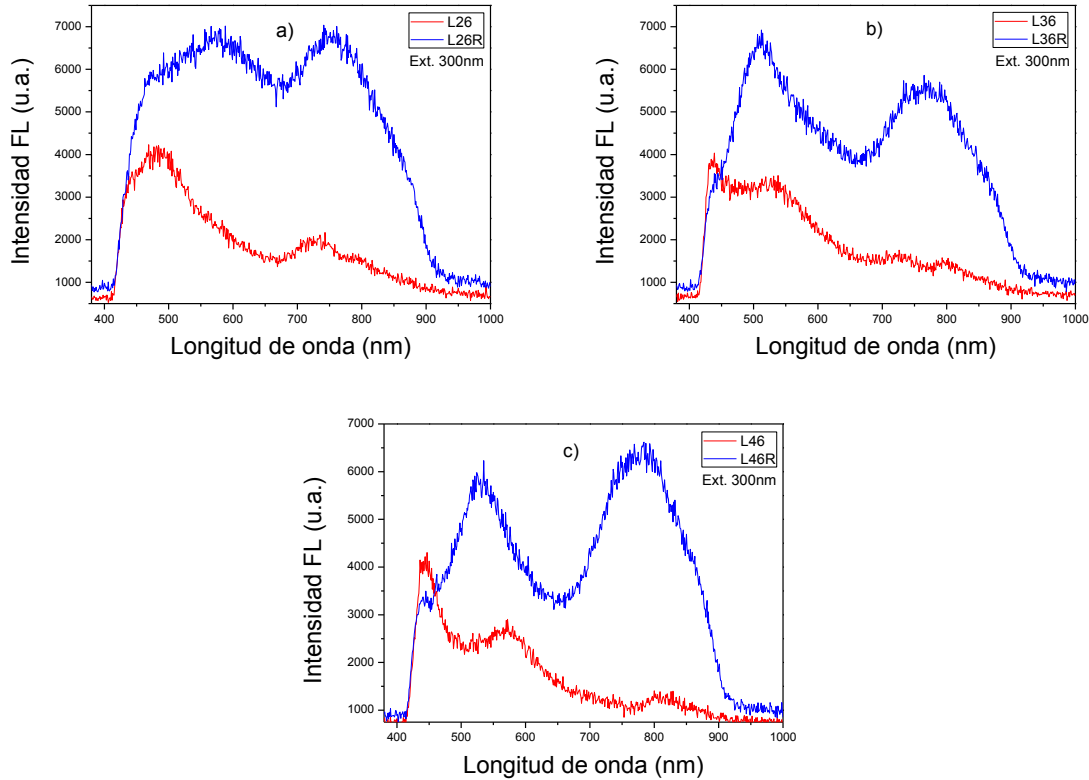 a)
L26
L26R
Ext. 300nm
7000
6000
5000
4000
3000
2000
1000
Intensidad FL (u.a.)
400 500 600 700 800 900 1000
Longitud de onda (nm)
b)
L36
L36R
Ext. 300nm
7000
6000
5000
4000
3000
2000
1000
Intensidad FL (u.a.)
400 500 600 700 800 900 1000
Longitud de onda (nm)
c)
L46
L46R
Ext. 300nm
7000
6000
5000
4000
3000
2000
1000
Intensidad FL (u.a.)
400 500 600 700 800 900 1000
Longitud de onda (nm)